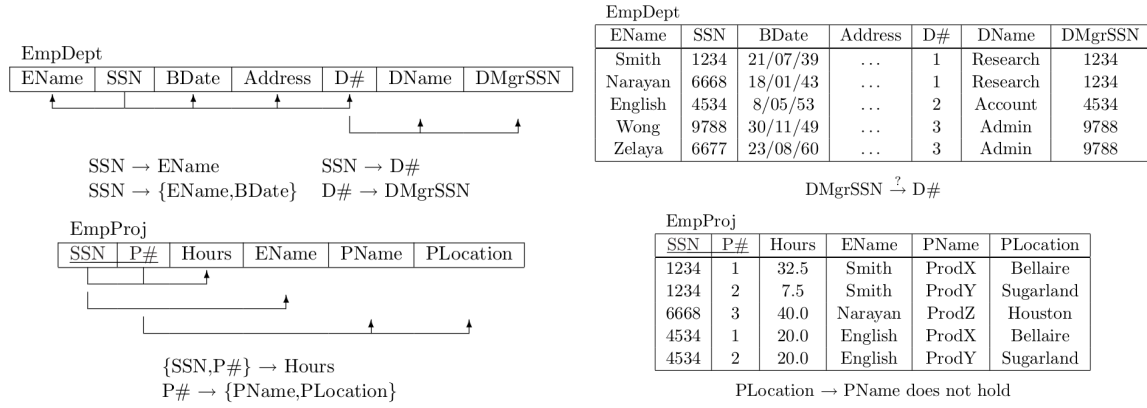 EmpDept
EName SSN BDate Address D# DName DMgrSSN
SSN → EName SSN → D#
SSN → {EName,BDate} D# → DMgrSSN
EmpProj
SSN P# Hours EName PName PLocation
{SSN,P#} → Hours
P# → {PName,PLocation}
EmpDept
EName SSN BDate Address D# DName DMgrSSN
Smith 1234 21/07/39 ... 1 Research 1234
Narayan 6668 18/01/43 ... 1 Research 1234
English 4534 8/05/53 ... 2 Account 4534
Wong 9788 30/11/49 ... 3 Admin 9788
Zelaya 6677 23/08/60 ... 3 Admin 9788
DMgrSSN →? D#
EmpProj
SSN P# Hours EName PName PLocation
1234 1 32.5 Smith ProdX Bellaire
1234 2 7.5 Smith ProdY Sugarland
6668 3 40.0 Narayan ProdZ Houston
4534 1 20.0 English ProdX Bellaire
4534 2 20.0 English ProdY Sugarland
PLocation → PName does not hold